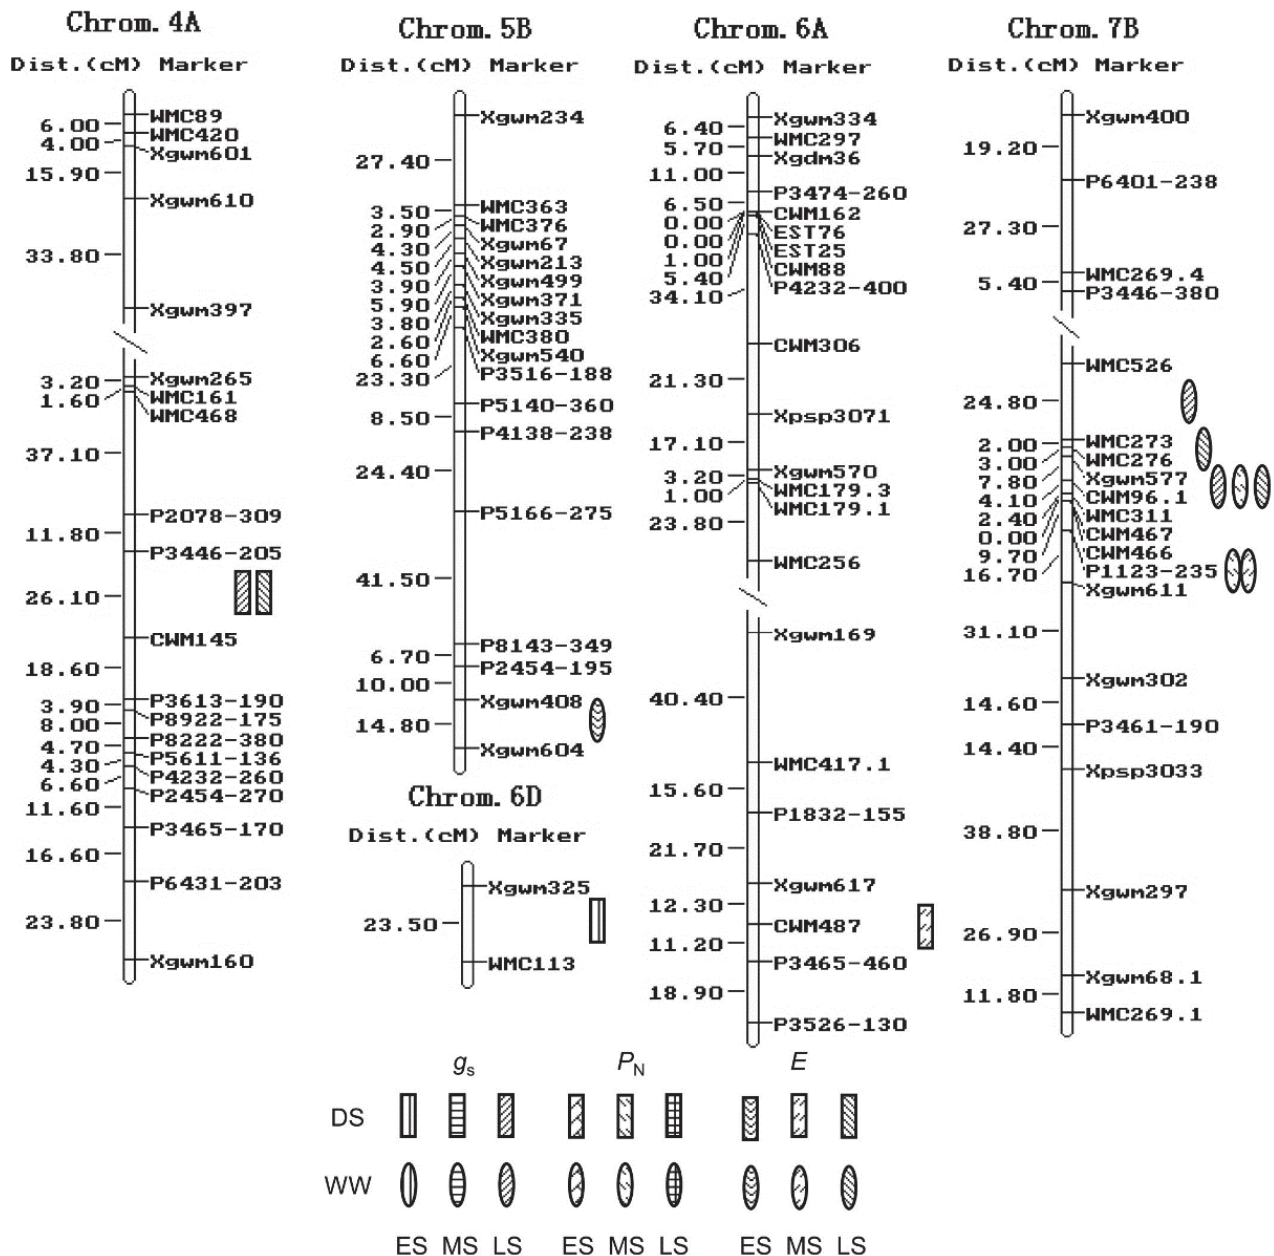 Chrom. 4A
Dist.(cM) Marker
WMC89
6.00
WMC420
4.00
Xgwm601
15.90
Xgwm610
33.80
Xgwm397
Xgwm265
3.20
WMC161
1.60
WMC468
37.10
P2078-309
11.80
P3446-205
26.10
CWM145
18.60
P3613-190
3.90
P8922-175
8.00
P8222-380
4.70
P5611-136
4.30
P4232-260
6.60
P2454-270
11.60
P3465-170
16.60
P6431-203
23.80
Xgwm160
Chrom. 5B
Dist.(cM) Marker
Xgwm234
27.40
WMC363
3.50
WMC376
2.90
Xgwm67
4.30
Xgwm213
4.50
Xgwm499
3.90
Xgwm371
5.90
Xgwm335
3.80
WMC380
2.60
Xgwm540
6.60
P3516-188
23.30
P5140-360
8.50
P4138-238
24.40
P5166-275
41.50
P8143-349
6.70
P2454-195
10.00
Xgwm408
14.80
Xgwm604
Chrom. 6D
Dist.(cM) Marker
Xgwm325
23.50
WMC113
Chrom. 6A
Dist.(cM) Marker
Xgwm334
6.40
WMC297
5.70
Xgdm36
11.00
P3474-260
6.50
CWM162
0.00
EST76
0.00
EST25
1.00
CWM88
5.40
P4232-400
34.10
CWM306
21.30
Xpsp3071
17.10
Xgwm570
3.20
WMC179.3
1.00
WMC179.1
23.80
WMC256
Xgwm169
40.40
WMC417.1
15.60
P1832-155
21.70
Xgwm617
12.30
CWM487
11.20
P3465-460
18.90
P3526-130
Chrom. 7B
Dist.(cM) Marker
Xgwm400
19.20
P6401-238
27.30
WMC269.4
5.40
P3446-380
WMC526
24.80
WMC273
2.00
WMC276
3.00
Xgwm577
7.80
CWM96.1
4.10
WMC311
2.40
CWM467
0.00
CWM466
9.70
P1123-235
16.70
Xgwm611
31.10
Xgwm302
14.60
P3461-190
14.40
Xpsp3033
38.80
Xgwm297
26.90
Xgwm68.1
11.80
WMC269.1
gs PN E
DS
WW
ES MS LS ES MS LS ES MS LS